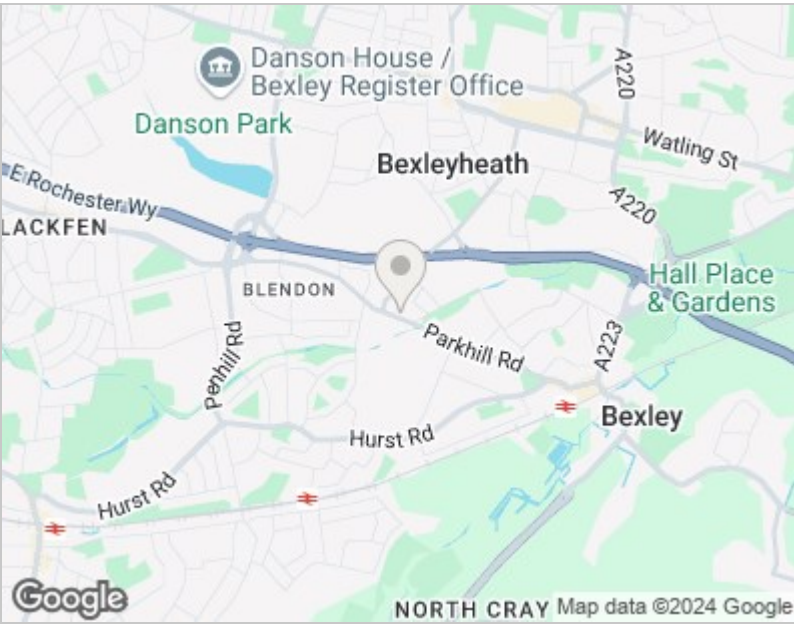 Danson House /
Bexley Register Office
Danson Park
A220
Watling St
Bexleyheath
E Rochester Wy
A220
LACKFEN
BLENDON
Hall Place
& Gardens
Penhill Rd
Parkhill Rd
A223
Bexley
Hurst Rd
Hurst Rd
Google
NORTH CRAY
Map data ©2024 Google